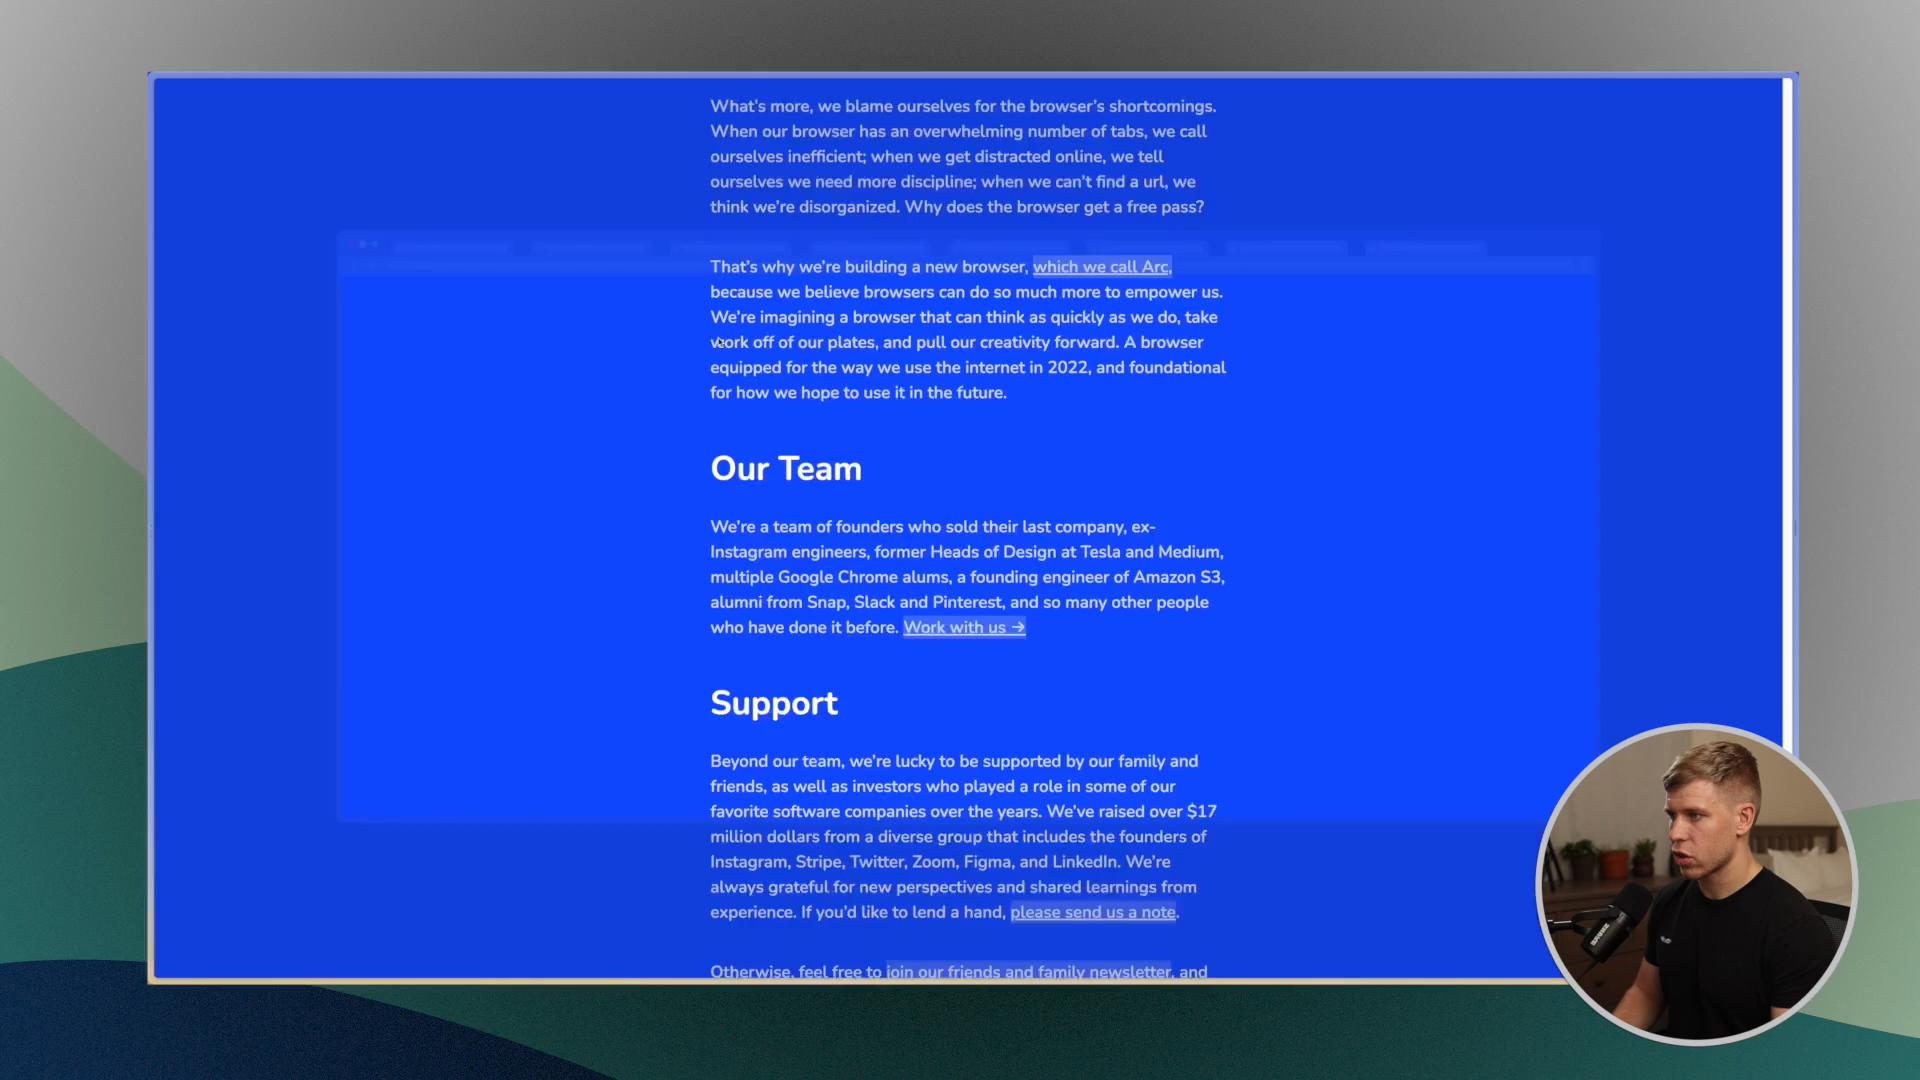 What's more, we blame ourselves for the browser's shortcomings.
When our browser has an overwhelming number of tabs, we call
ourselves inefficient; when we get distracted online, we tell
ourselves we need more discipline; when we can't find a url, we
think we're disorganized. Why does the browser get a free pass?
That's why we're building a new browser, which we call Arc,
because we believe browsers can do so much more to empower us.
We're imagining a browser that can think as quickly as we do, take
work off of our plates, and pull our creativity forward. A browser
equipped for the way we use the internet in 2022, and foundational
for how we hope to use it in the future.
Our Team
We're a team of founders who sold their last company, ex-
Instagram engineers, former Heads of Design at Tesla and Medium,
multiple Google Chrome alums, a founding engineer of Amazon S3,
alumni from Snap, Slack and Pinterest, and so many other people
who have done it before. Work with us →
Support
Beyond our team, we're lucky to be supported by our family and
friends, as well as investors who played a role in some of our
favorite software companies over the years. We've raised over $17
million dollars from a diverse group that includes the founders of
Instagram, Stripe, Twitter, Zoom, Figma, and LinkedIn. We're
always grateful for new perspectives and shared learnings from
experience. If you'd like to lend a hand, please send us a note.
Otherwise, feel free to join our friends and family newsletter, and